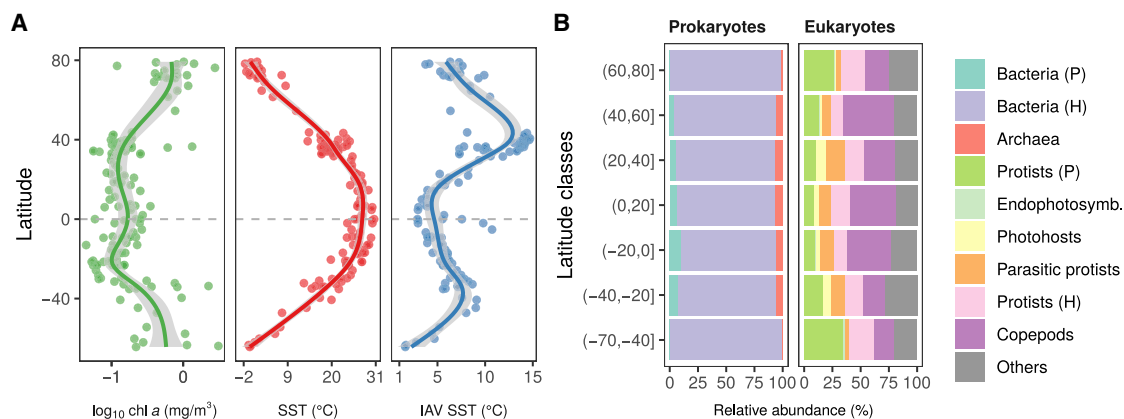 A
B
Prokaryotes
Eukaryotes
Latitude
80
40
0
−40
−1
0
−2
9
20
31
1
5
10
15
log10 chl a (mg/m³)
SST (°C)
IAV SST (°C)
Latitude classes
(60,80]
(40,60]
(20,40]
(0,20]
(−20,0]
(−40,−20]
(−70,−40]
0
25
50
75
100
0
25
50
75
100
Relative abundance (%)
Bacteria (P)
Bacteria (H)
Archaea
Protists (P)
Endophotosymb.
Photohosts
Parasitic protists
Protists (H)
Copepods
Others